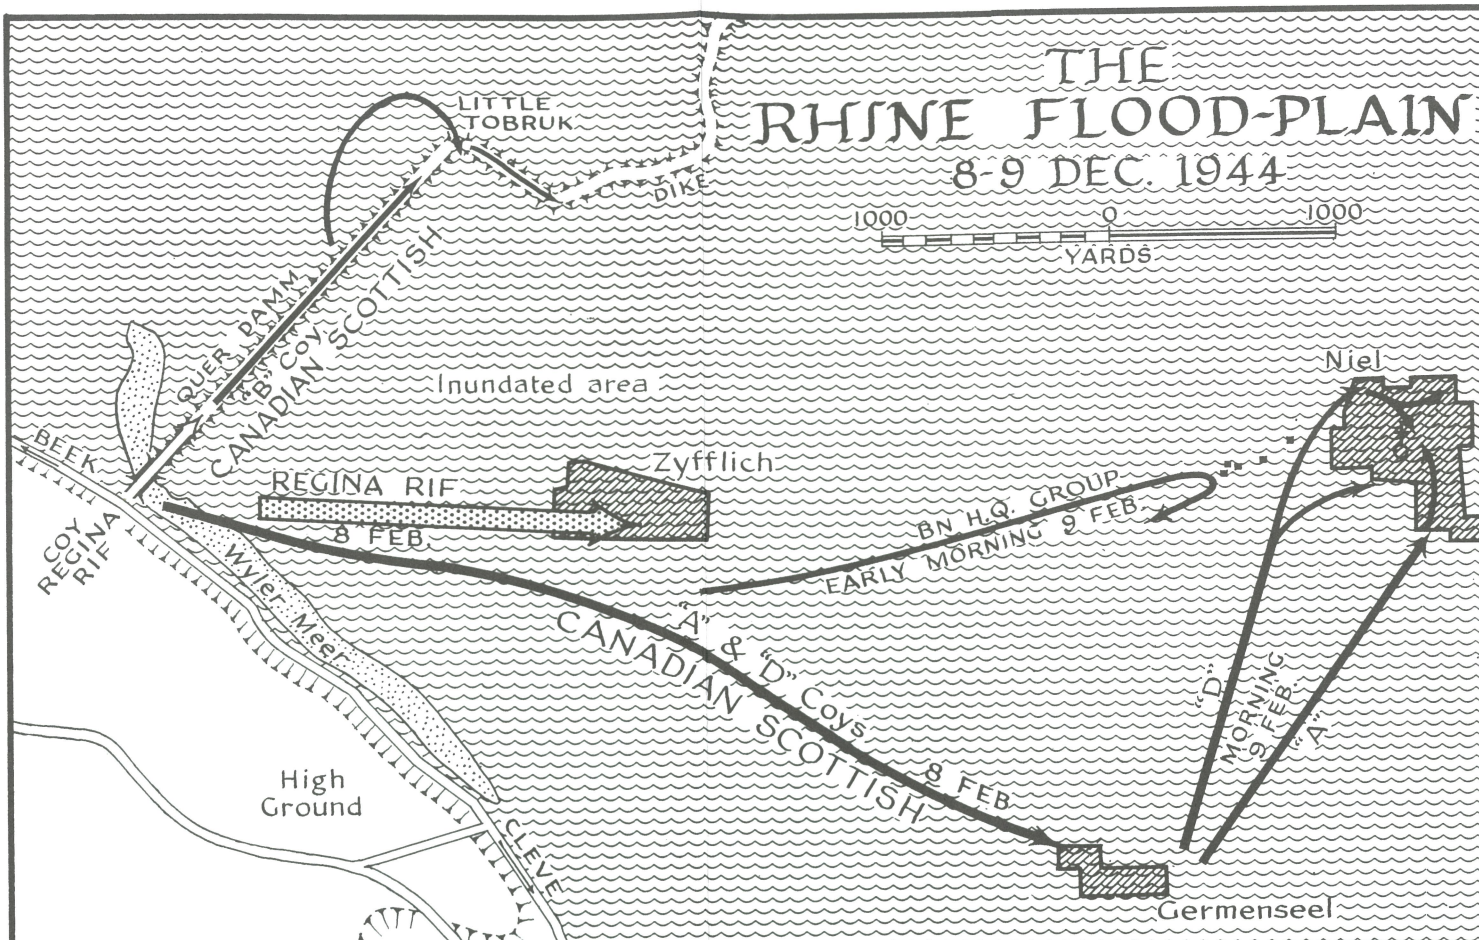 THE
RHINE FLOOD-PLAIN
8-9 DEC. 1944
1000 0 1000
YARDS
LITTLE
TOBRUK
DIKE
QUER DAMM
"B" COY.
CANADIAN SCOTTISH
Inundated area
Niel
BEEK
Zyfflich
REGINA RIF
8 FEB.
COY
REGINA
RIF
BN H.Q. GROUP
EARLY MORNING 9 FEB.
Wyler Meer
"A" & "D" Coys
CANADIAN SCOTTISH
8 FEB
"D"
MORNING
9 FEB.
"A"
High
Ground
CLEVE
Germenseel